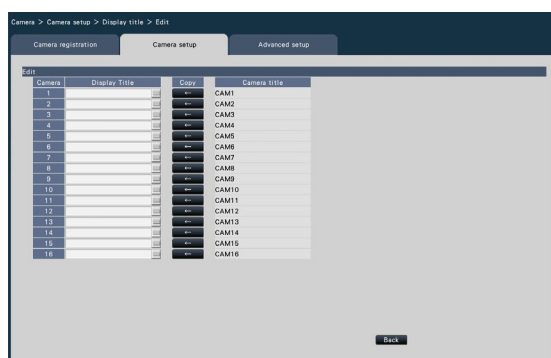 Camera > Camera setup > Display title > Edit
Camera registration Camera setup Advanced setup
Edit
Camera Display Title Copy Camera title
1 ← CAM1
2 ← CAM2
3 ← CAM3
4 ← CAM4
5 ← CAM5
6 ← CAM6
7 ← CAM7
8 ← CAM8
9 ← CAM9
10 ← CAM10
11 ← CAM11
12 ← CAM12
13 ← CAM13
14 ← CAM14
15 ← CAM15
16 ← CAM16
Back